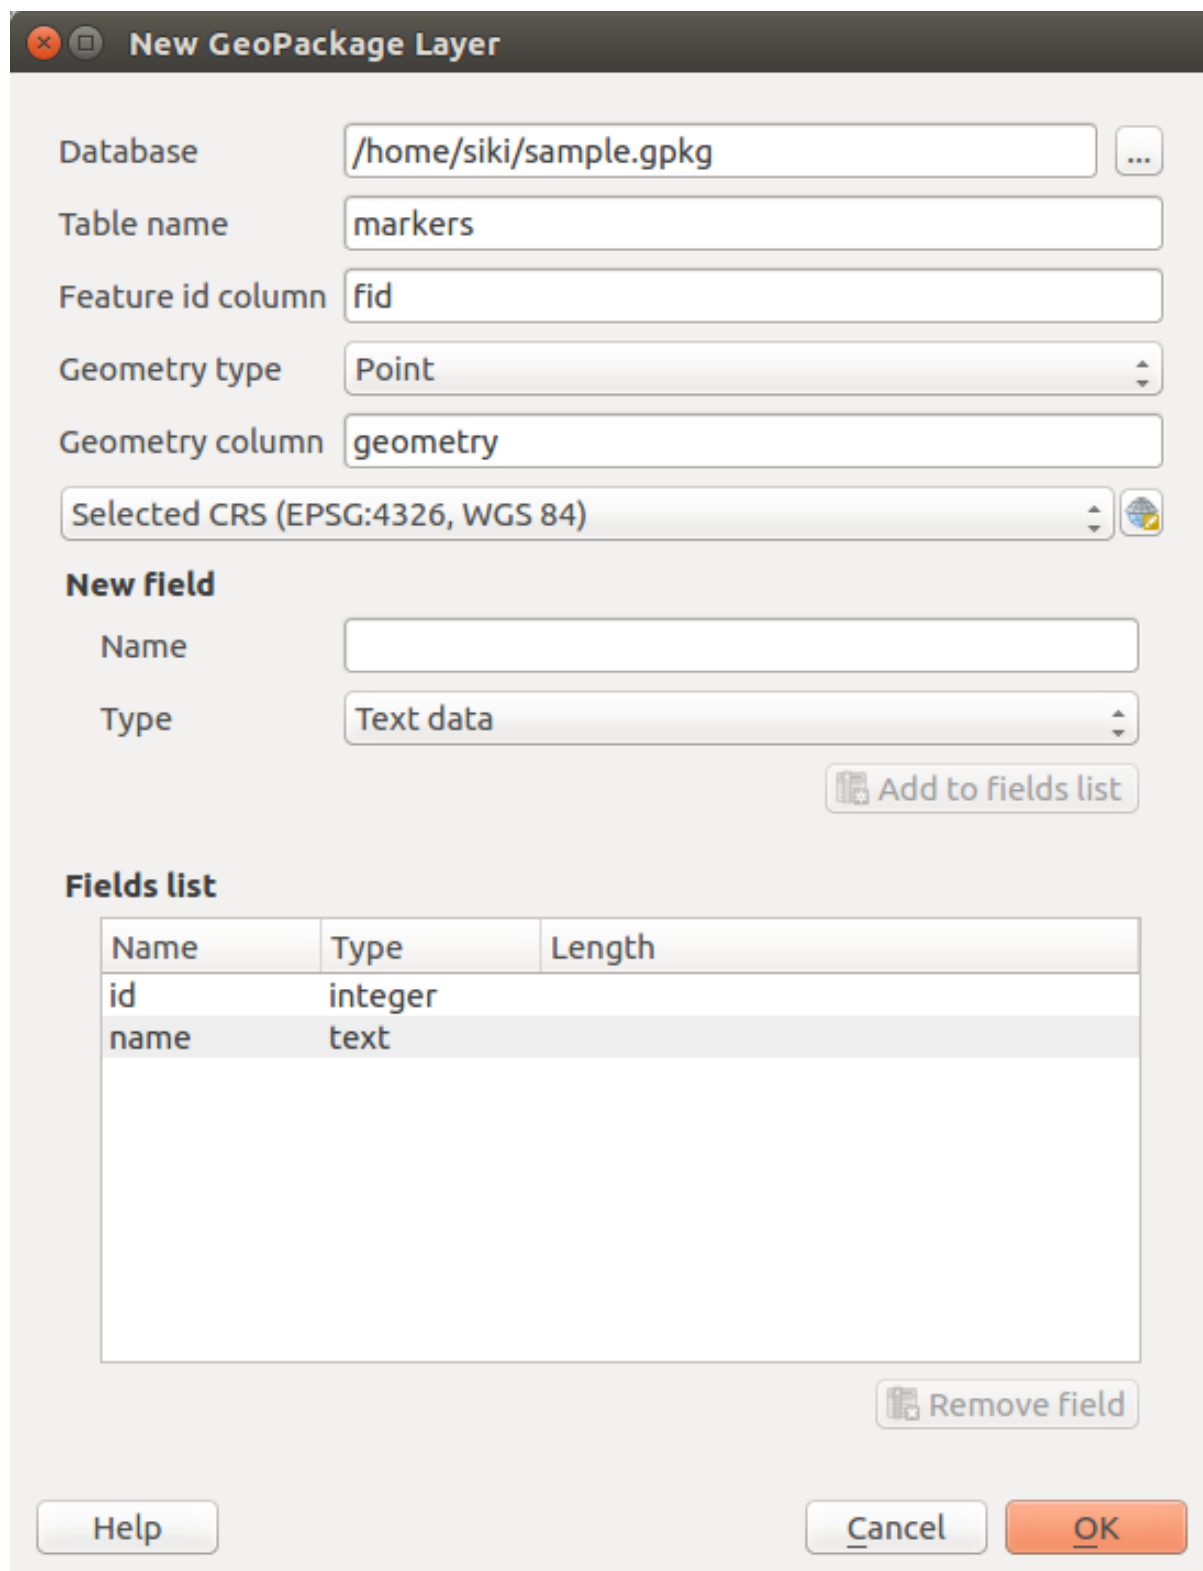 New GeoPackage Layer
Database /home/siki/sample.gpkg ...
Table name markers
Feature id column fid
Geometry type Point
Geometry column geometry
Selected CRS (EPSG:4326, WGS 84)
New field
Name
Type Text data
Add to fields list
Fields list
Name Type Length
id integer
name text
Remove field
Help Cancel OK